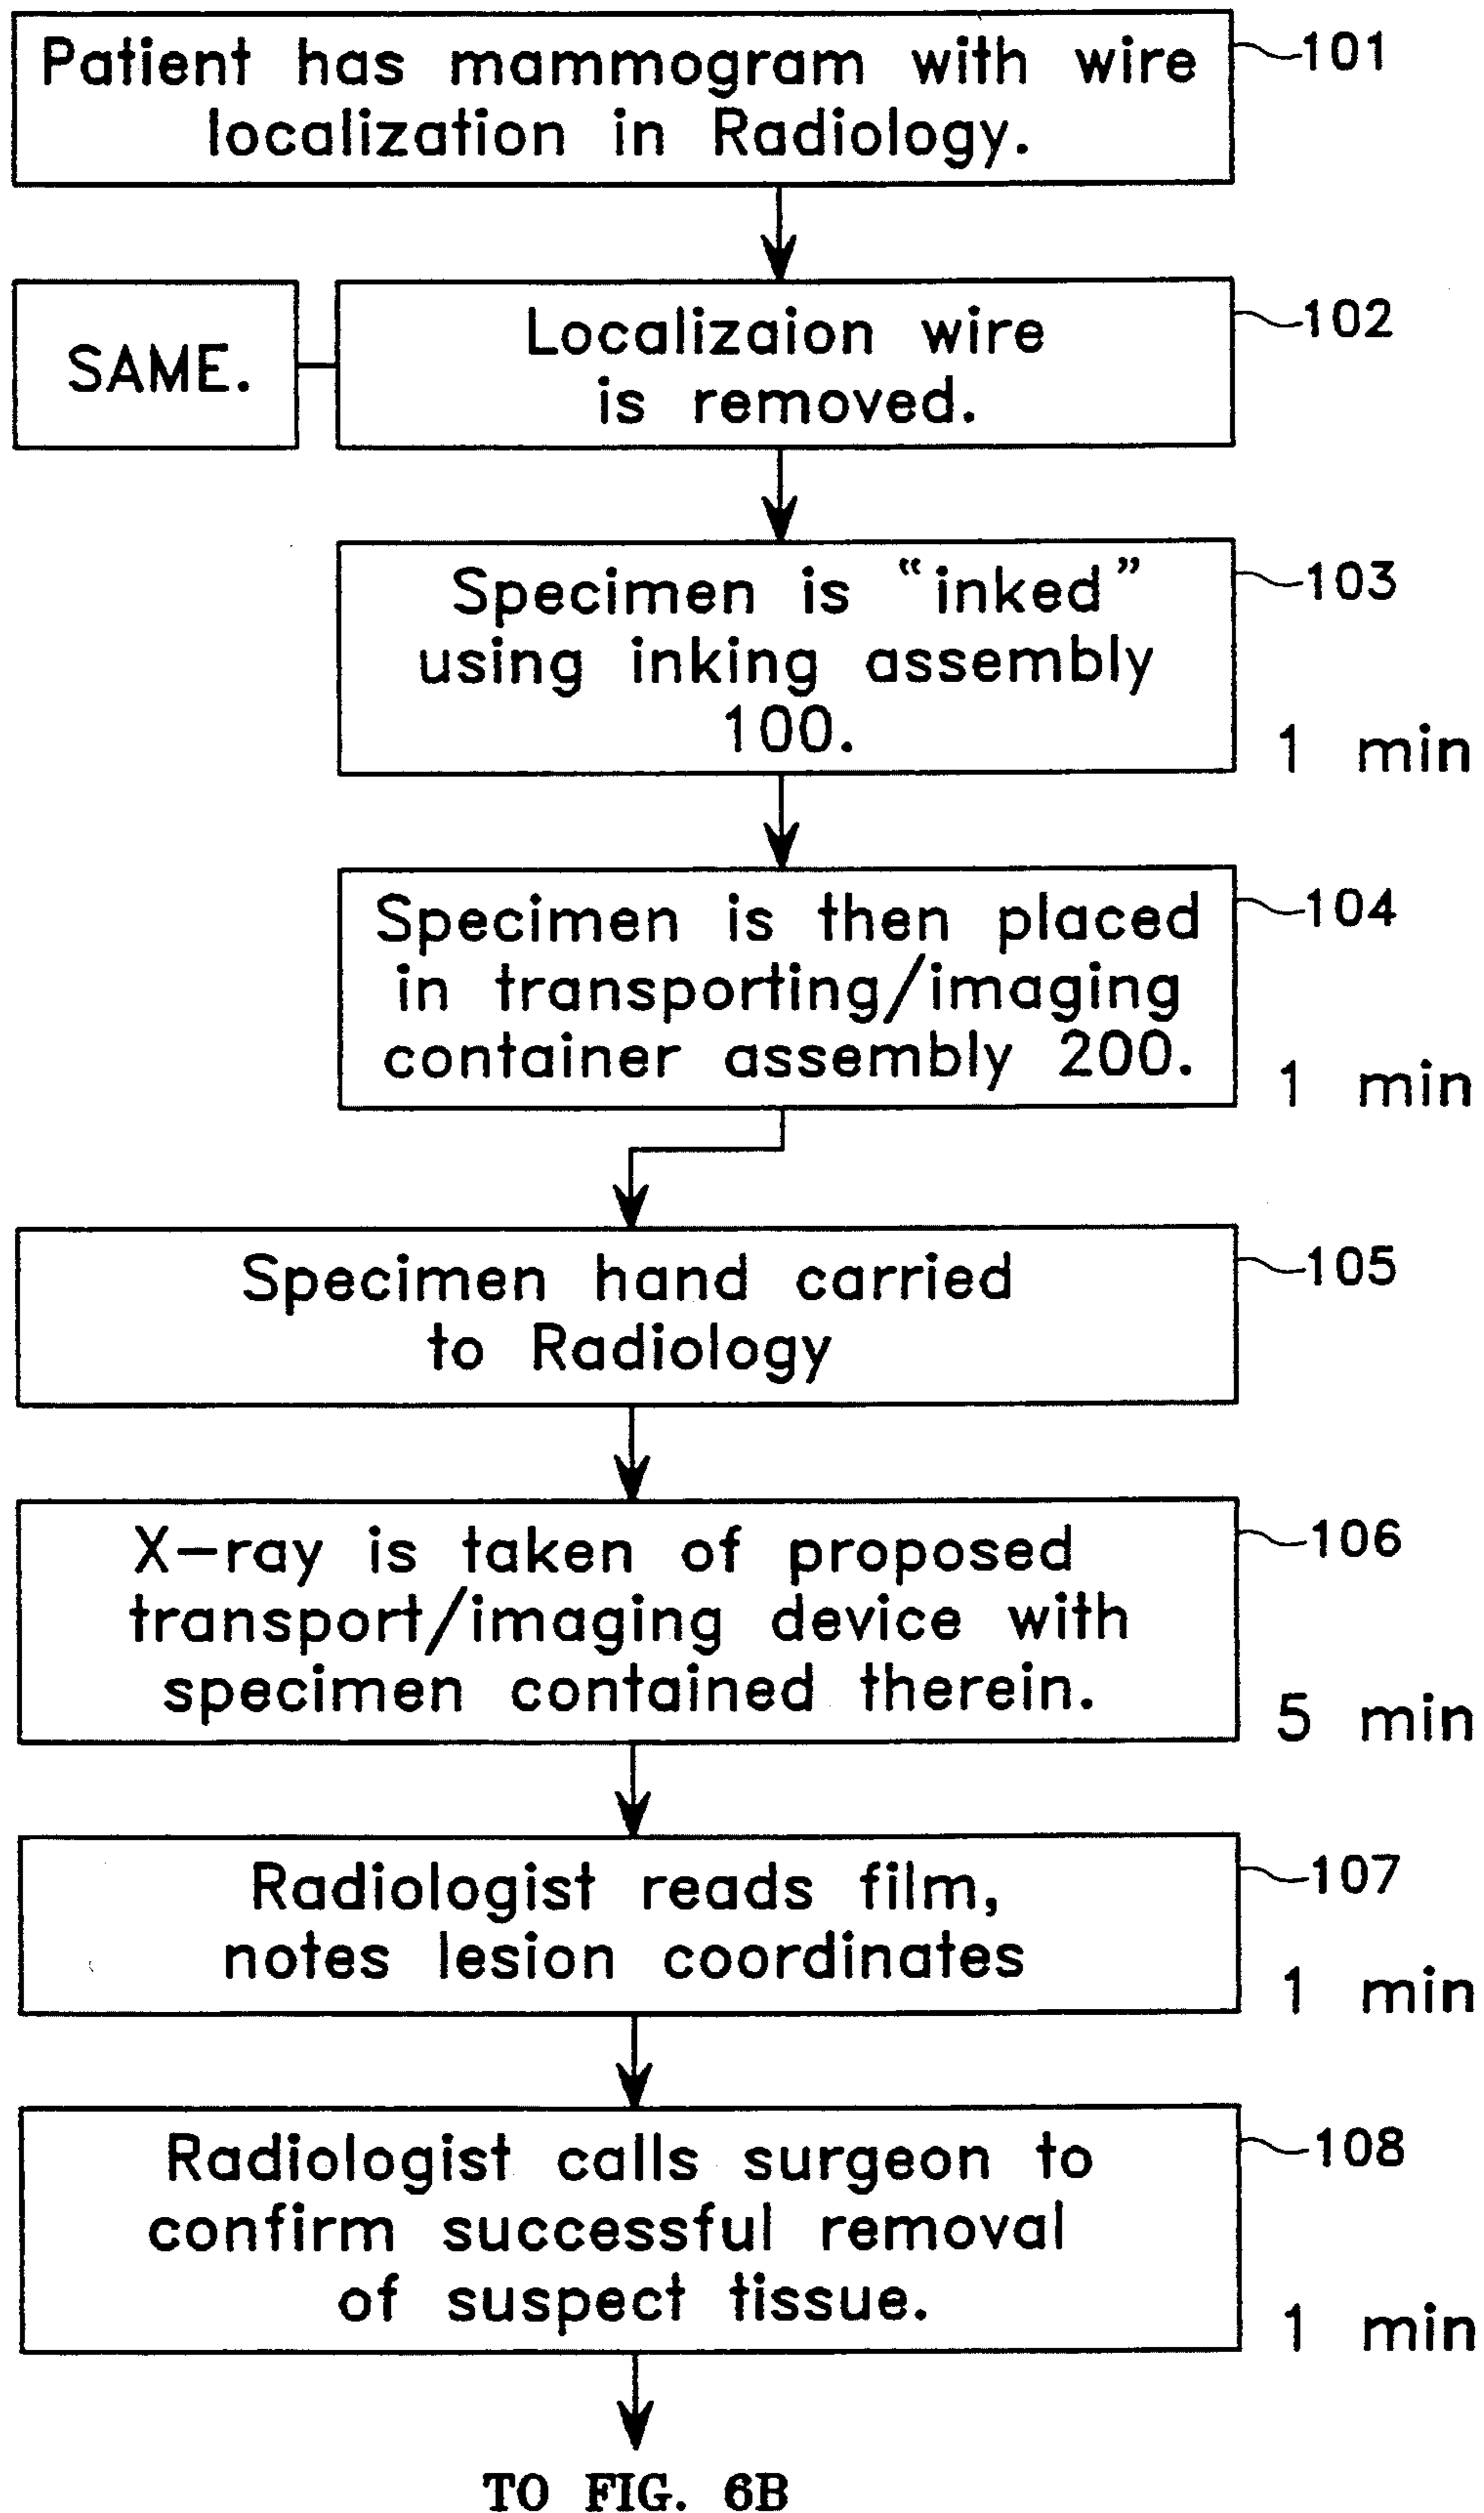 Patient has mammogram with wire
localization in Radiology.
101
SAME.
Localizaion wire
is removed.
102
Specimen is “inked”
using inking assembly
100.
103
1 min
Specimen is then placed
in transporting/imaging
container assembly 200.
104
1 min
Specimen hand carried
to Radiology
105
X-ray is taken of proposed
transport/imaging device with
specimen contained therein.
106
5 min
Radiologist reads film,
notes lesion coordinates
107
1 min
Radiologist calls surgeon to
confirm successful removal
of suspect tissue.
108
1 min
TO FIG. 6B